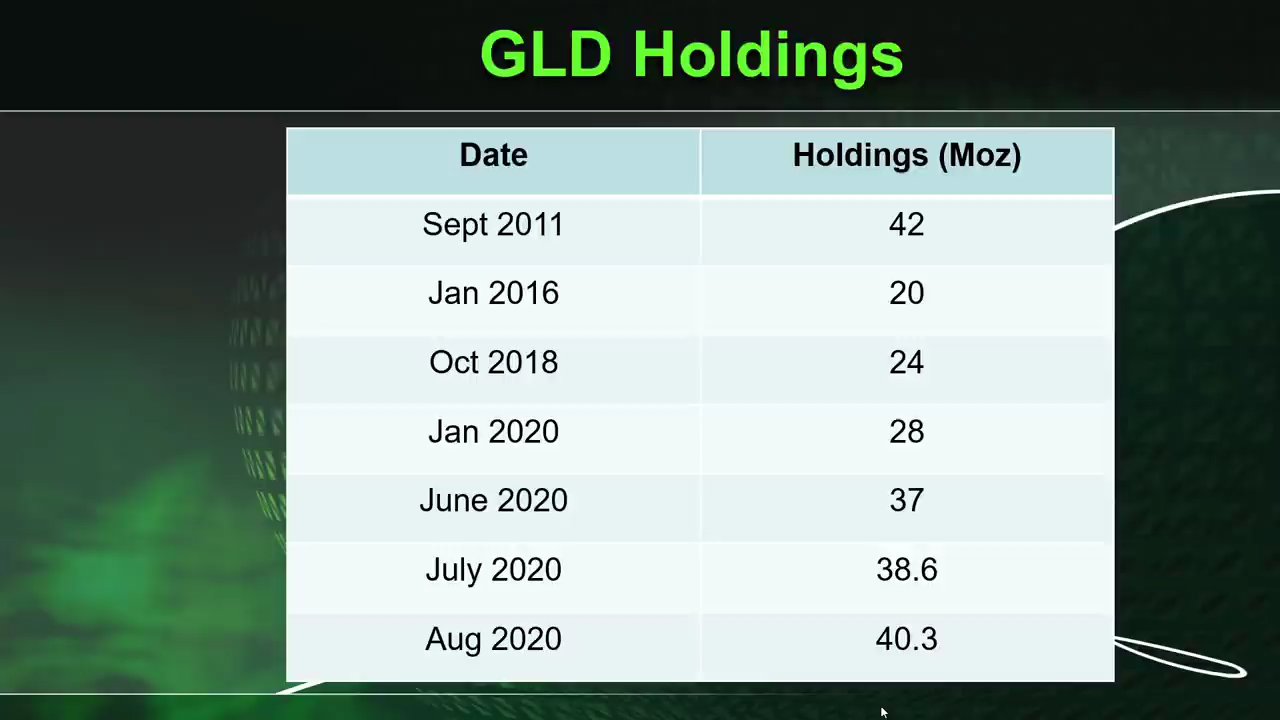 GLD Holdings
Date Holdings (Moz)
Sept 2011 42
Jan 2016 20
Oct 2018 24
Jan 2020 28
June 2020 37
July 2020 38.6
Aug 2020 40.3